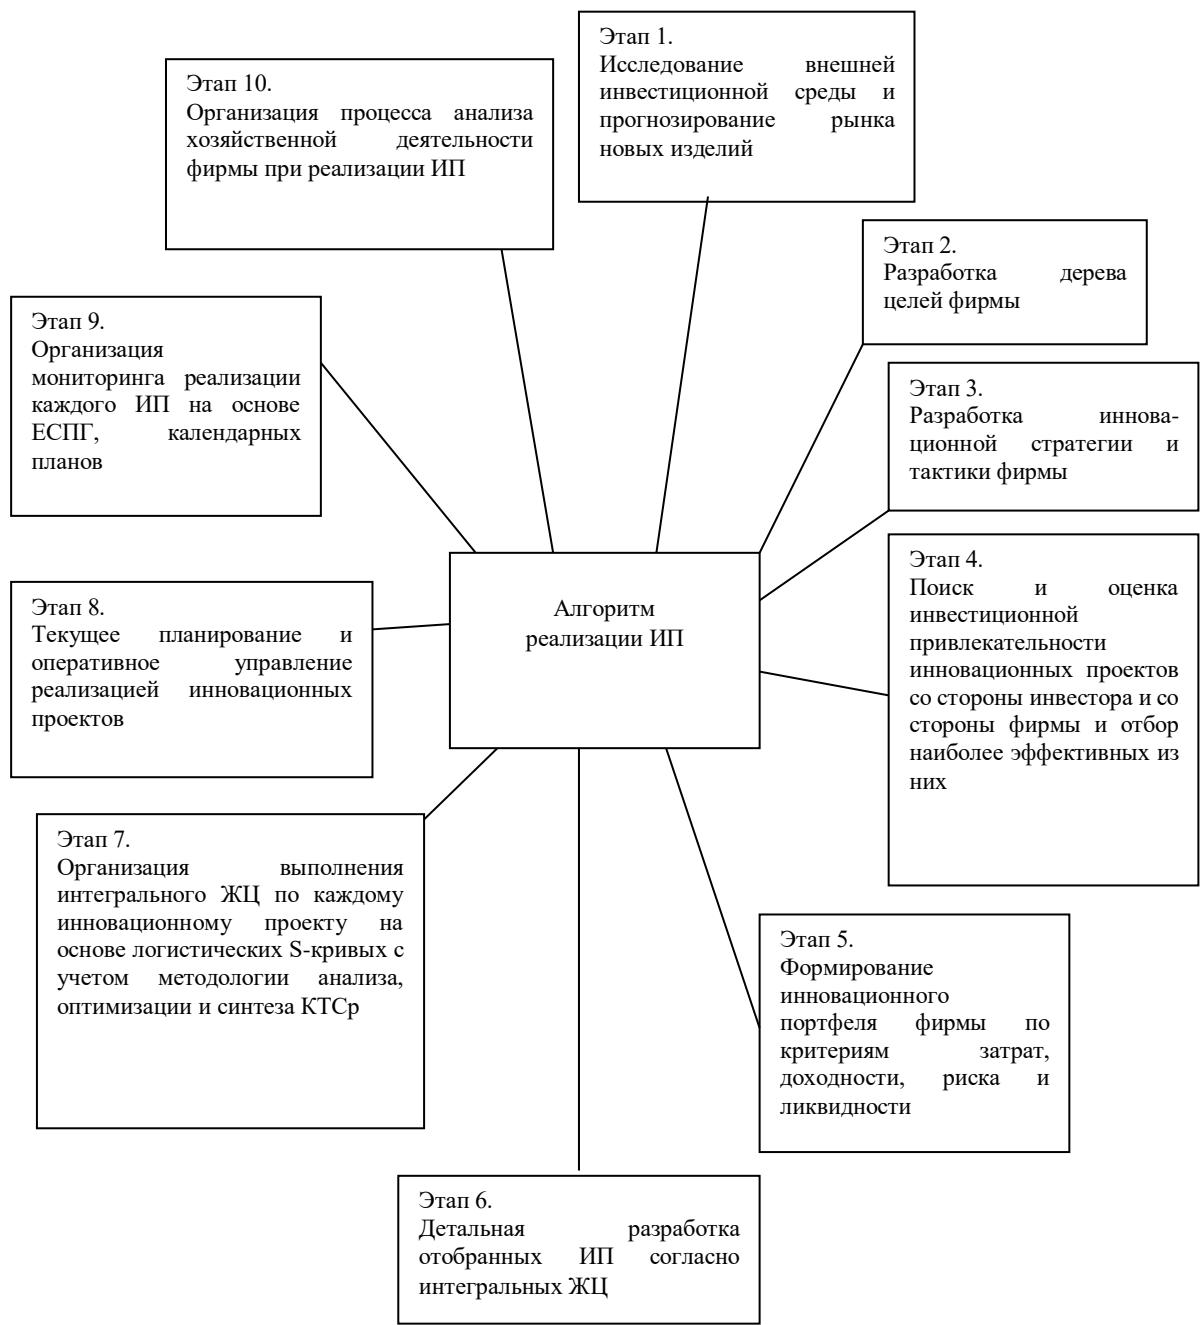 Этап 1.
Исследование внешней
инвестиционной среды и
прогнозирование рынка
новых изделий
Этап 10.
Организация процесса анализа
хозяйственной деятельности
фирмы при реализации ИП
Этап 2.
Разработка дерева
целей фирмы
Этап 9.
Организация
мониторинга реализации
каждого ИП на основе
ЕСПГ, календарных
планов
Этап 3.
Разработка иннова-
ционной стратегии и
тактики фирмы
Этап 4.
Поиск и оценка
инвестиционной
привлекательности
инновационных проектов
со стороны инвестора и со
стороны фирмы и отбор
наиболее эффективных из
них
Алгоритм
реализации ИП
Этап 8.
Текущее планирование и
оперативное управление
реализацией инновационных
проектов
Этап 7.
Организация выполнения
интегрального ЖЦ по каждому
инновационному проекту на
основе логистических S-кривых с
учетом методологии анализа,
оптимизации и синтеза КТСр
Этап 5.
Формирование
инновационного
портфеля фирмы по
критериям затрат,
доходности, риска и
ликвидности
Этап 6.
Детальная разработка
отобранных ИП согласно
интегральных ЖЦ